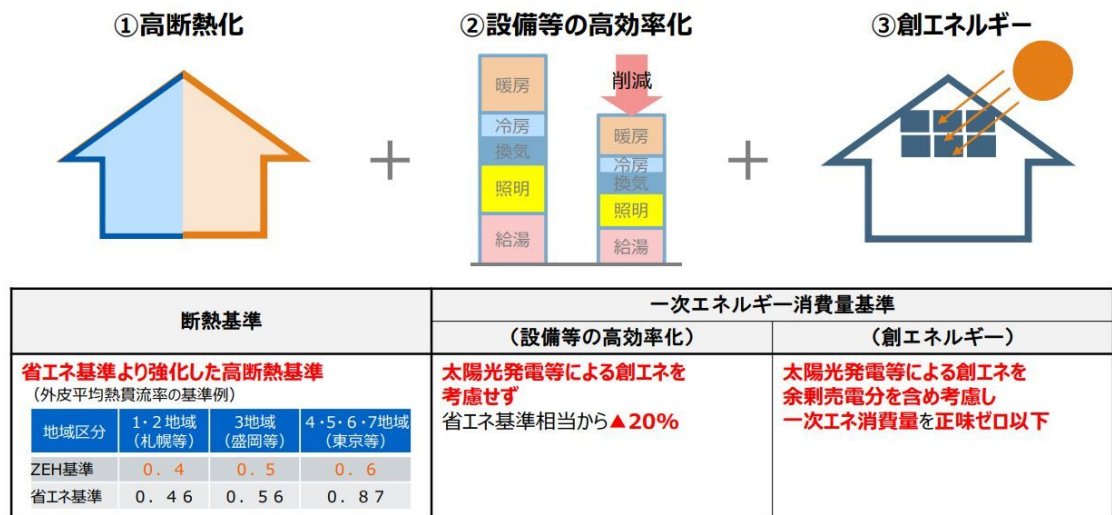 ①高断熱化
②設備等の高効率化
③創エネルギー
暖房
冷房
換気
照明
給湯
削減
暖房
冷房
換気
照明
給湯
断熱基準
一次エネルギー消費量基準
（設備等の高効率化）
（創エネルギー）
省エネ基準より強化した高断熱基準
（外皮平均熱貫流率の基準例）
地域区分
1・2地域
（札幌等）
3地域
（盛岡等）
4・5・6・7地域
（東京等）
ZEH基準
０．４
０．５
０．６
省エネ基準
０．４６
０．５６
０．８７
太陽光発電等による創エネを
考慮せず
省エネ基準相当から▲20%
太陽光発電等による創エネを
余剰売電分を含め考慮し
一次エネ消費量を正味ゼロ以下